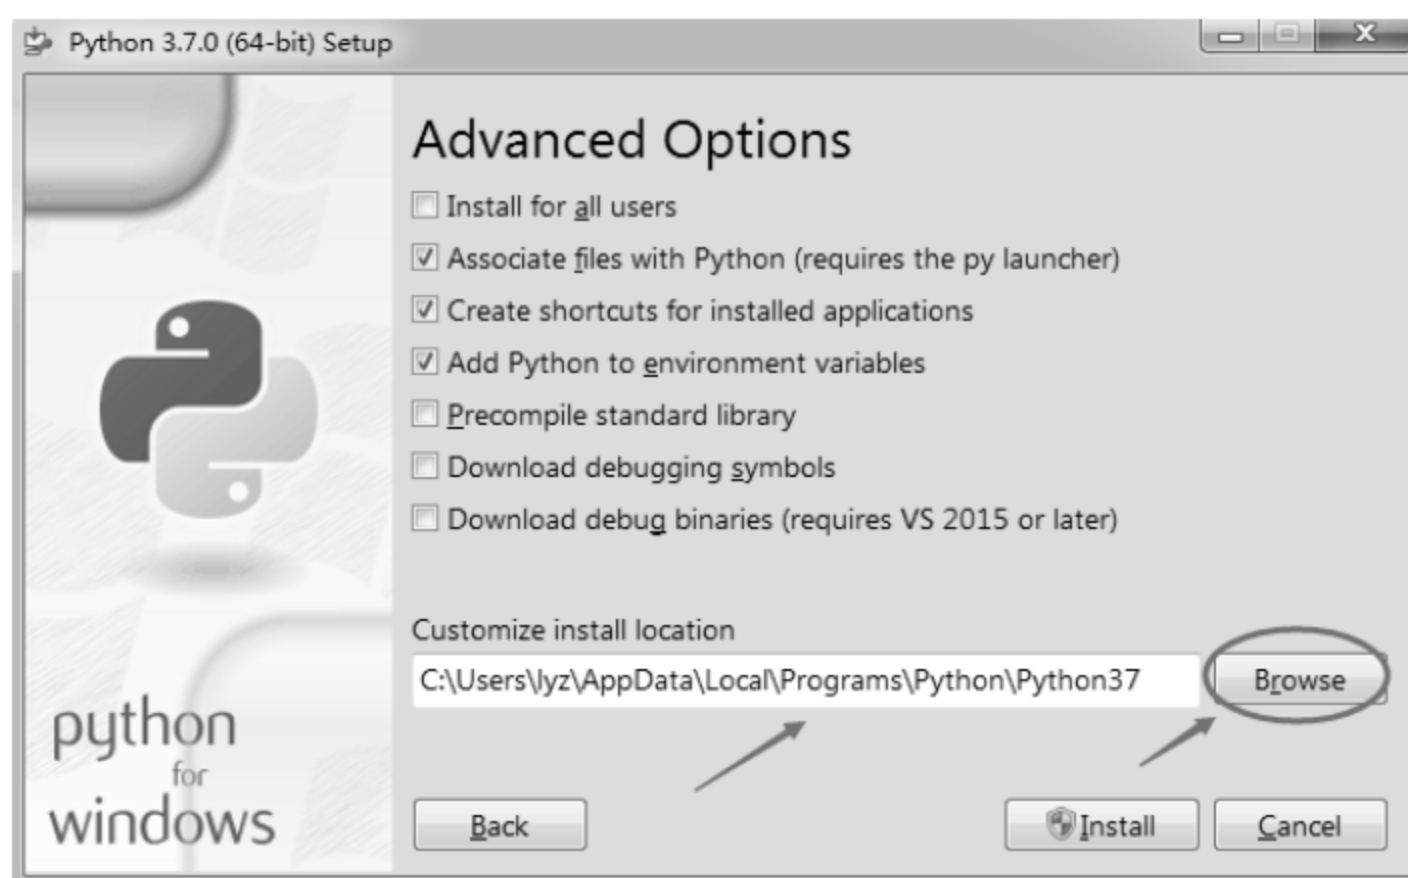 Python 3.7.0 (64-bit) Setup
Advanced Options
Install for all users
Associate files with Python (requires the py launcher)
Create shortcuts for installed applications
Add Python to environment variables
Precompile standard library
Download debugging symbols
Download debug binaries (requires VS 2015 or later)
Customize install location
C:\Users\lyz\AppData\Local\Programs\Python\Python37
Browse
python
for
windows
Back
Install
Cancel